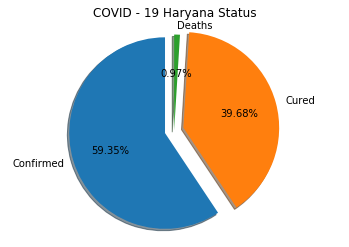 COVID - 19 Haryana Status
Deaths
0.97%
Cured
39.68%
59.35%
Confirmed